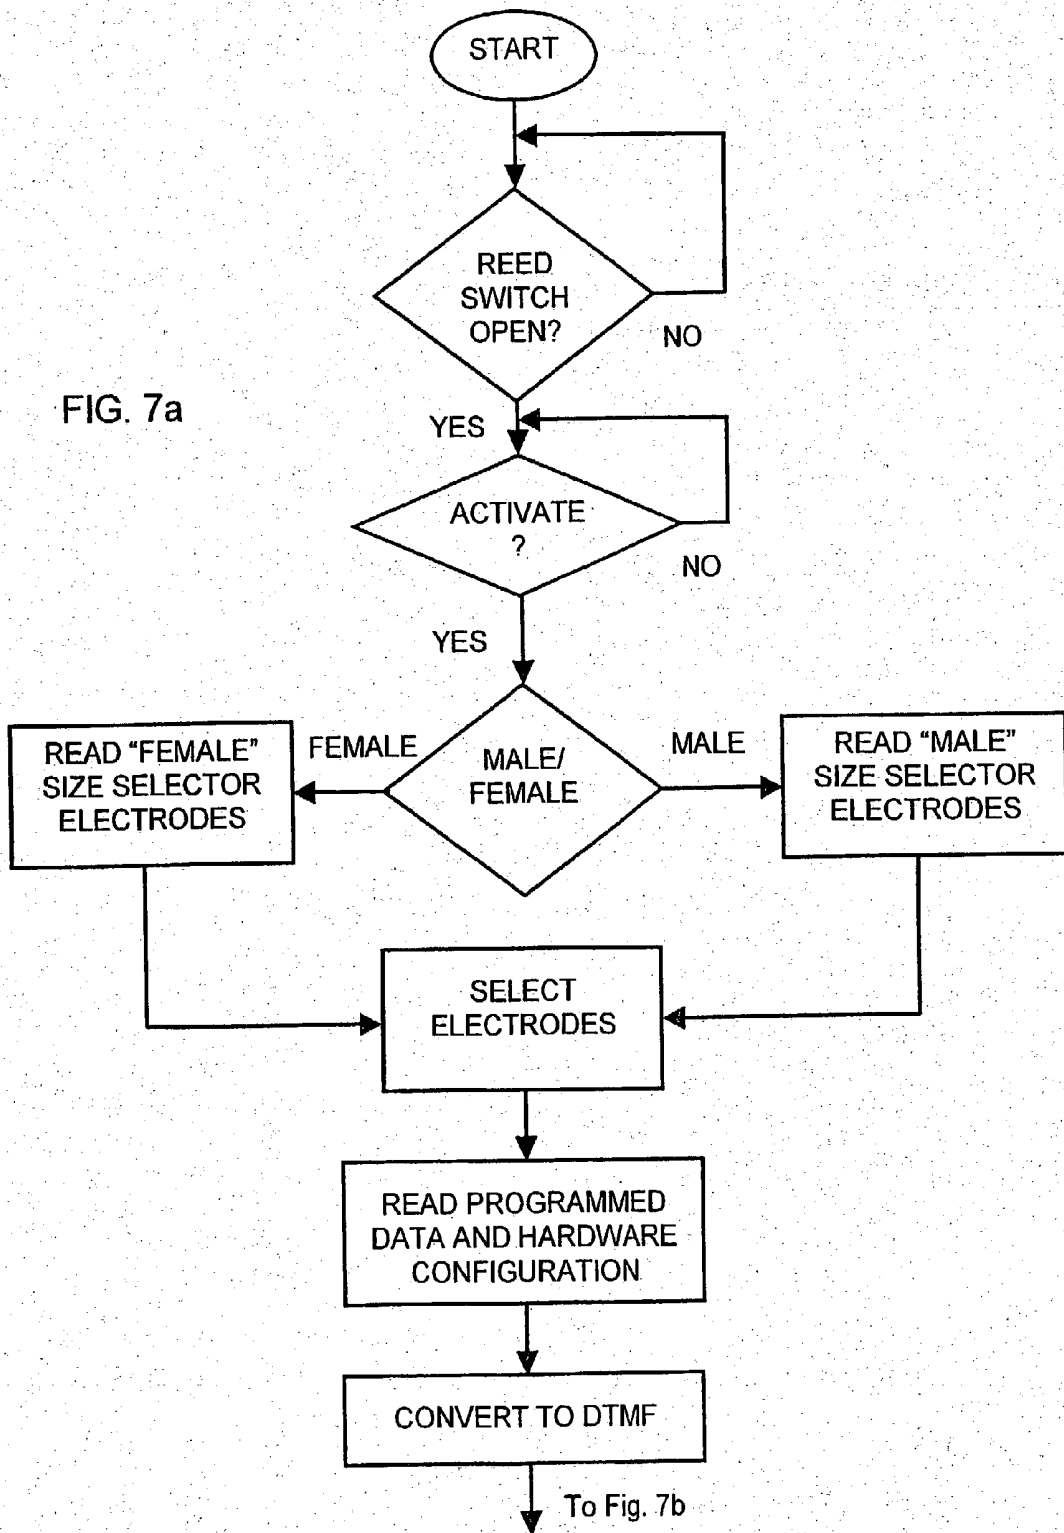 START
REED
SWITCH
OPEN?
NO
FIG. 7a
YES
ACTIVATE
?
NO
YES
READ "FEMALE"
SIZE SELECTOR
ELECTRODES
FEMALE
MALE/
FEMALE
MALE
READ "MALE"
SIZE SELECTOR
ELECTRODES
SELECT
ELECTRODES
READ PROGRAMMED
DATA AND HARDWARE
CONFIGURATION
CONVERT TO DTMF
To Fig. 7b